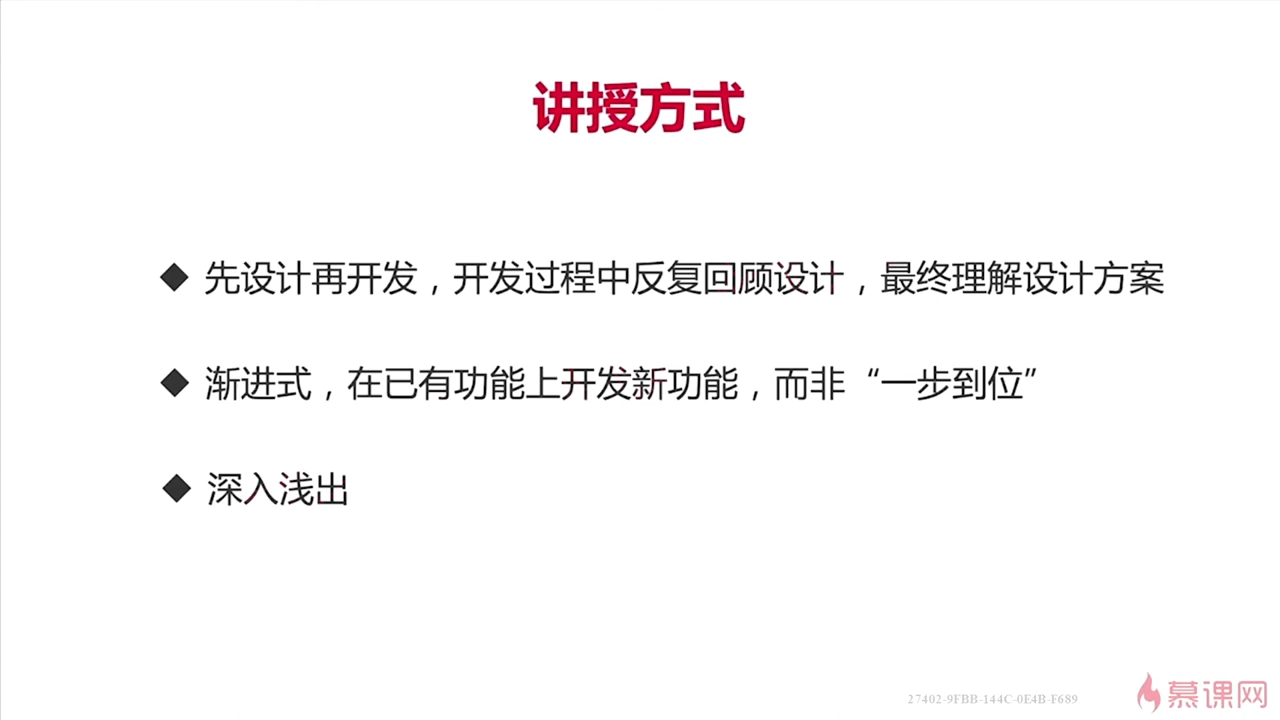 讲授方式
◆ 先设计再开发，开发过程中反复回顾设计，最终理解设计方案
◆ 渐进式，在已有功能上开发新功能，而非“一步到位”
◆ 深入浅出
27402-9FBB-144C-0E4B-F689
慕课网